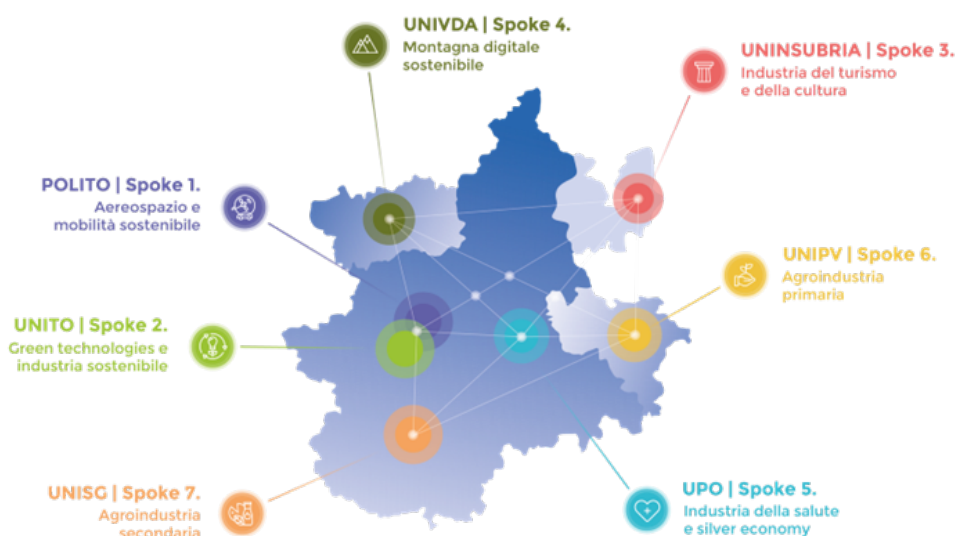 UNIVDA | Spoke 4.
Montagna digitale
sostenibile
UNINSUBRIA | Spoke 3.
Industria del turismo
e della cultura
POLITO | Spoke 1.
Aereospazio e
mobilità sostenibile
UNIPV | Spoke 6.
Agroindustria
primaria
UNITO | Spoke 2.
Green technologies e
industria sostenibile
UNISG | Spoke 7.
Agroindustria
secondaria
UPO | Spoke 5.
Industria della salute
e silver economy